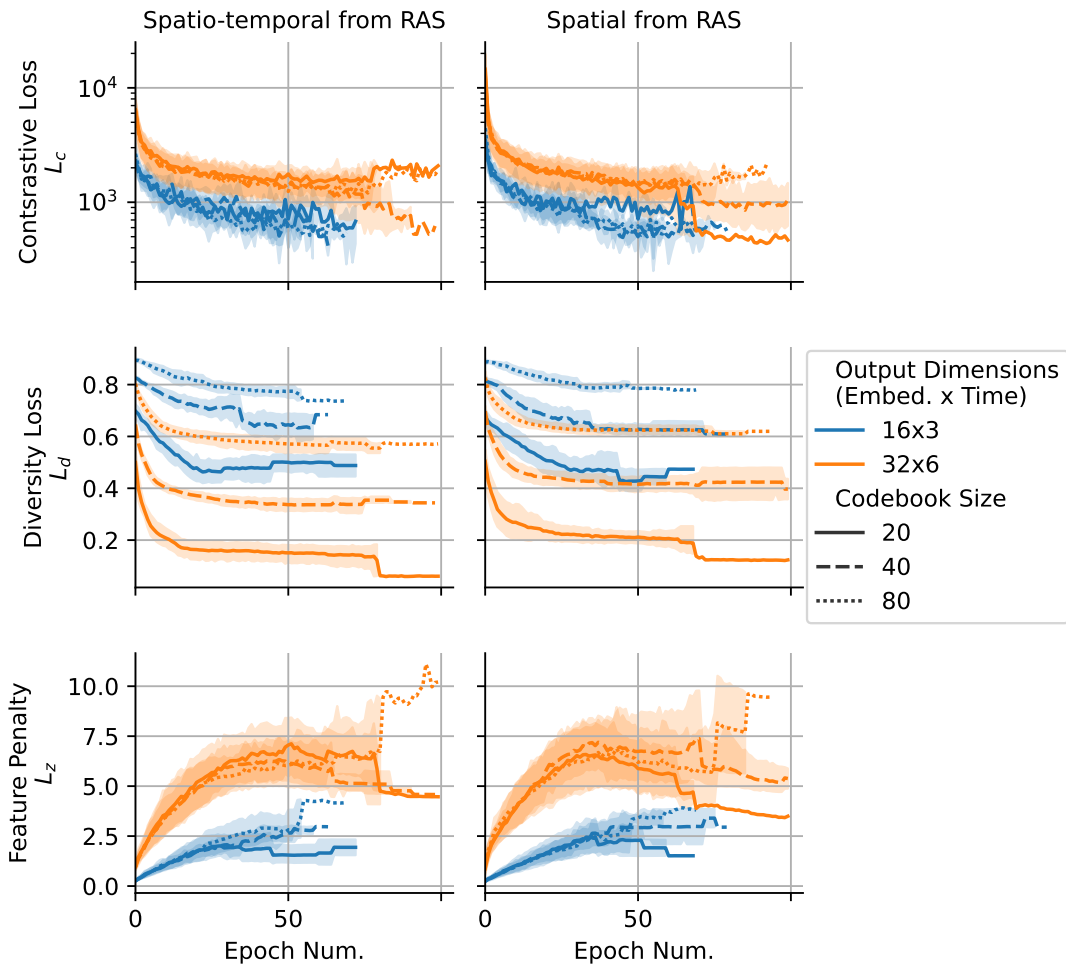 Spatio-temporal from RAS
Spatial from RAS
Contsrastive Loss
L_c
10^4
10^3
Diversity Loss
L_d
0.8
0.6
0.4
0.2
Output Dimensions
(Embed. x Time)
16x3
32x6
Codebook Size
20
40
80
Feature Penalty
L_z
10.0
7.5
5.0
2.5
0.0
0
50
0
50
Epoch Num.
Epoch Num.